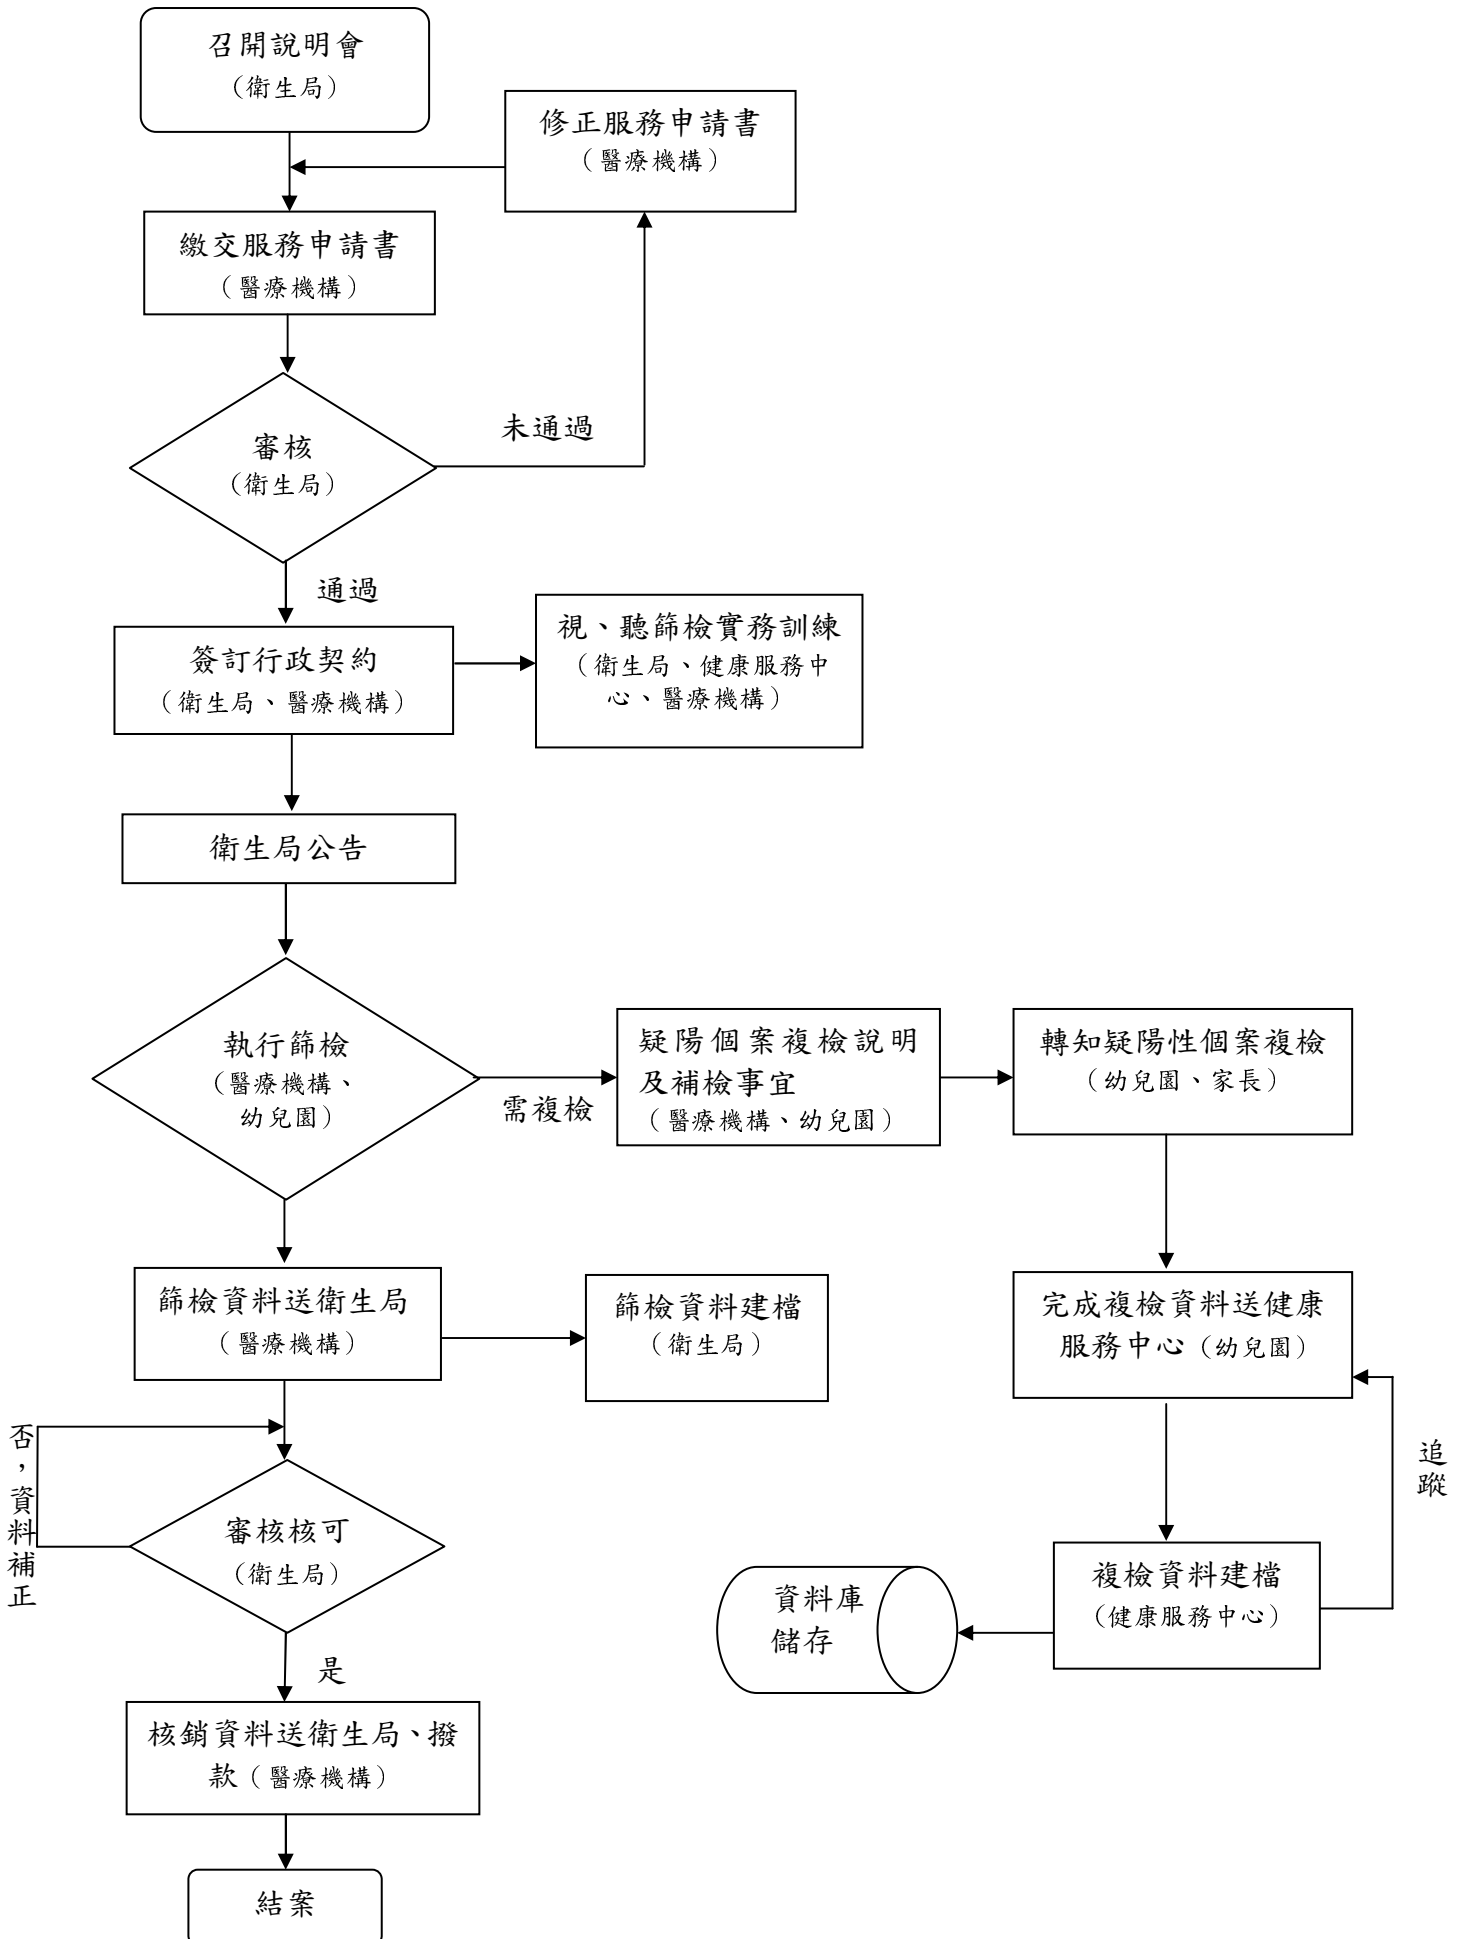 召開說明會
（衛生局）
修正服務申請書
（醫療機構）
繳交服務申請書
（醫療機構）
審核
（衛生局）
未通過
通過
簽訂行政契約
（衛生局、醫療機構）
視、聽篩檢實務訓練
（衛生局、健康服務中
心、醫療機構）
衛生局公告
執行篩檢
（醫療機構、
幼兒園）
需複檢
疑陽個案複檢說明
及補檢事宜
（醫療機構、幼兒園）
轉知疑陽性個案複檢
（幼兒園、家長）
篩檢資料送衛生局
（醫療機構）
篩檢資料建檔
（衛生局）
完成複檢資料送健康
服務中心（幼兒園）
否，資料補正
追蹤
審核核可
（衛生局）
複檢資料建檔
（健康服務中心）
資料庫
儲存
是
核銷資料送衛生局、撥
款（醫療機構）
結案